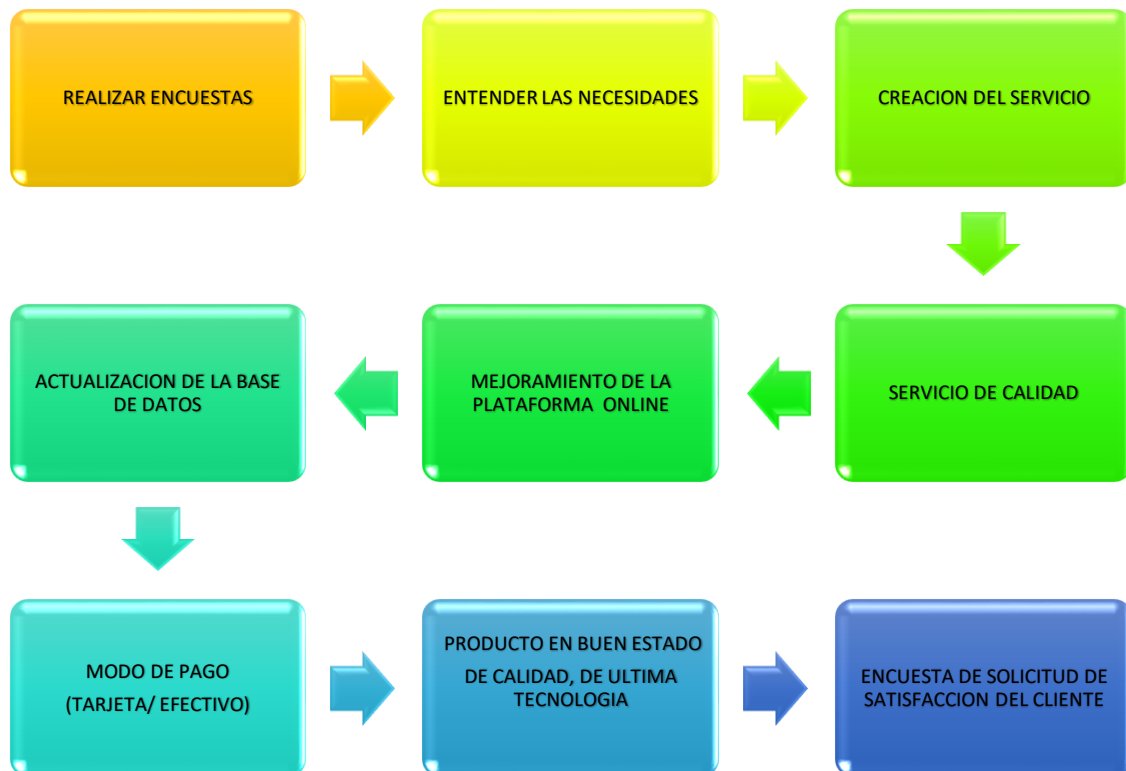 REALIZAR ENCUESTAS
ENTENDER LAS NECESIDADES
CREACION DEL SERVICIO
SERVICIO DE CALIDAD
MEJORAMIENTO DE LA
PLATAFORMA ONLINE
ACTUALIZACION DE LA BASE
DE DATOS
MODO DE PAGO
(TARJETA/ EFECTIVO)
PRODUCTO EN BUEN ESTADO
DE CALIDAD, DE ULTIMA
TECNOLOGIA
ENCUESTA DE SOLICITUD DE
SATISFACCION DEL CLIENTE